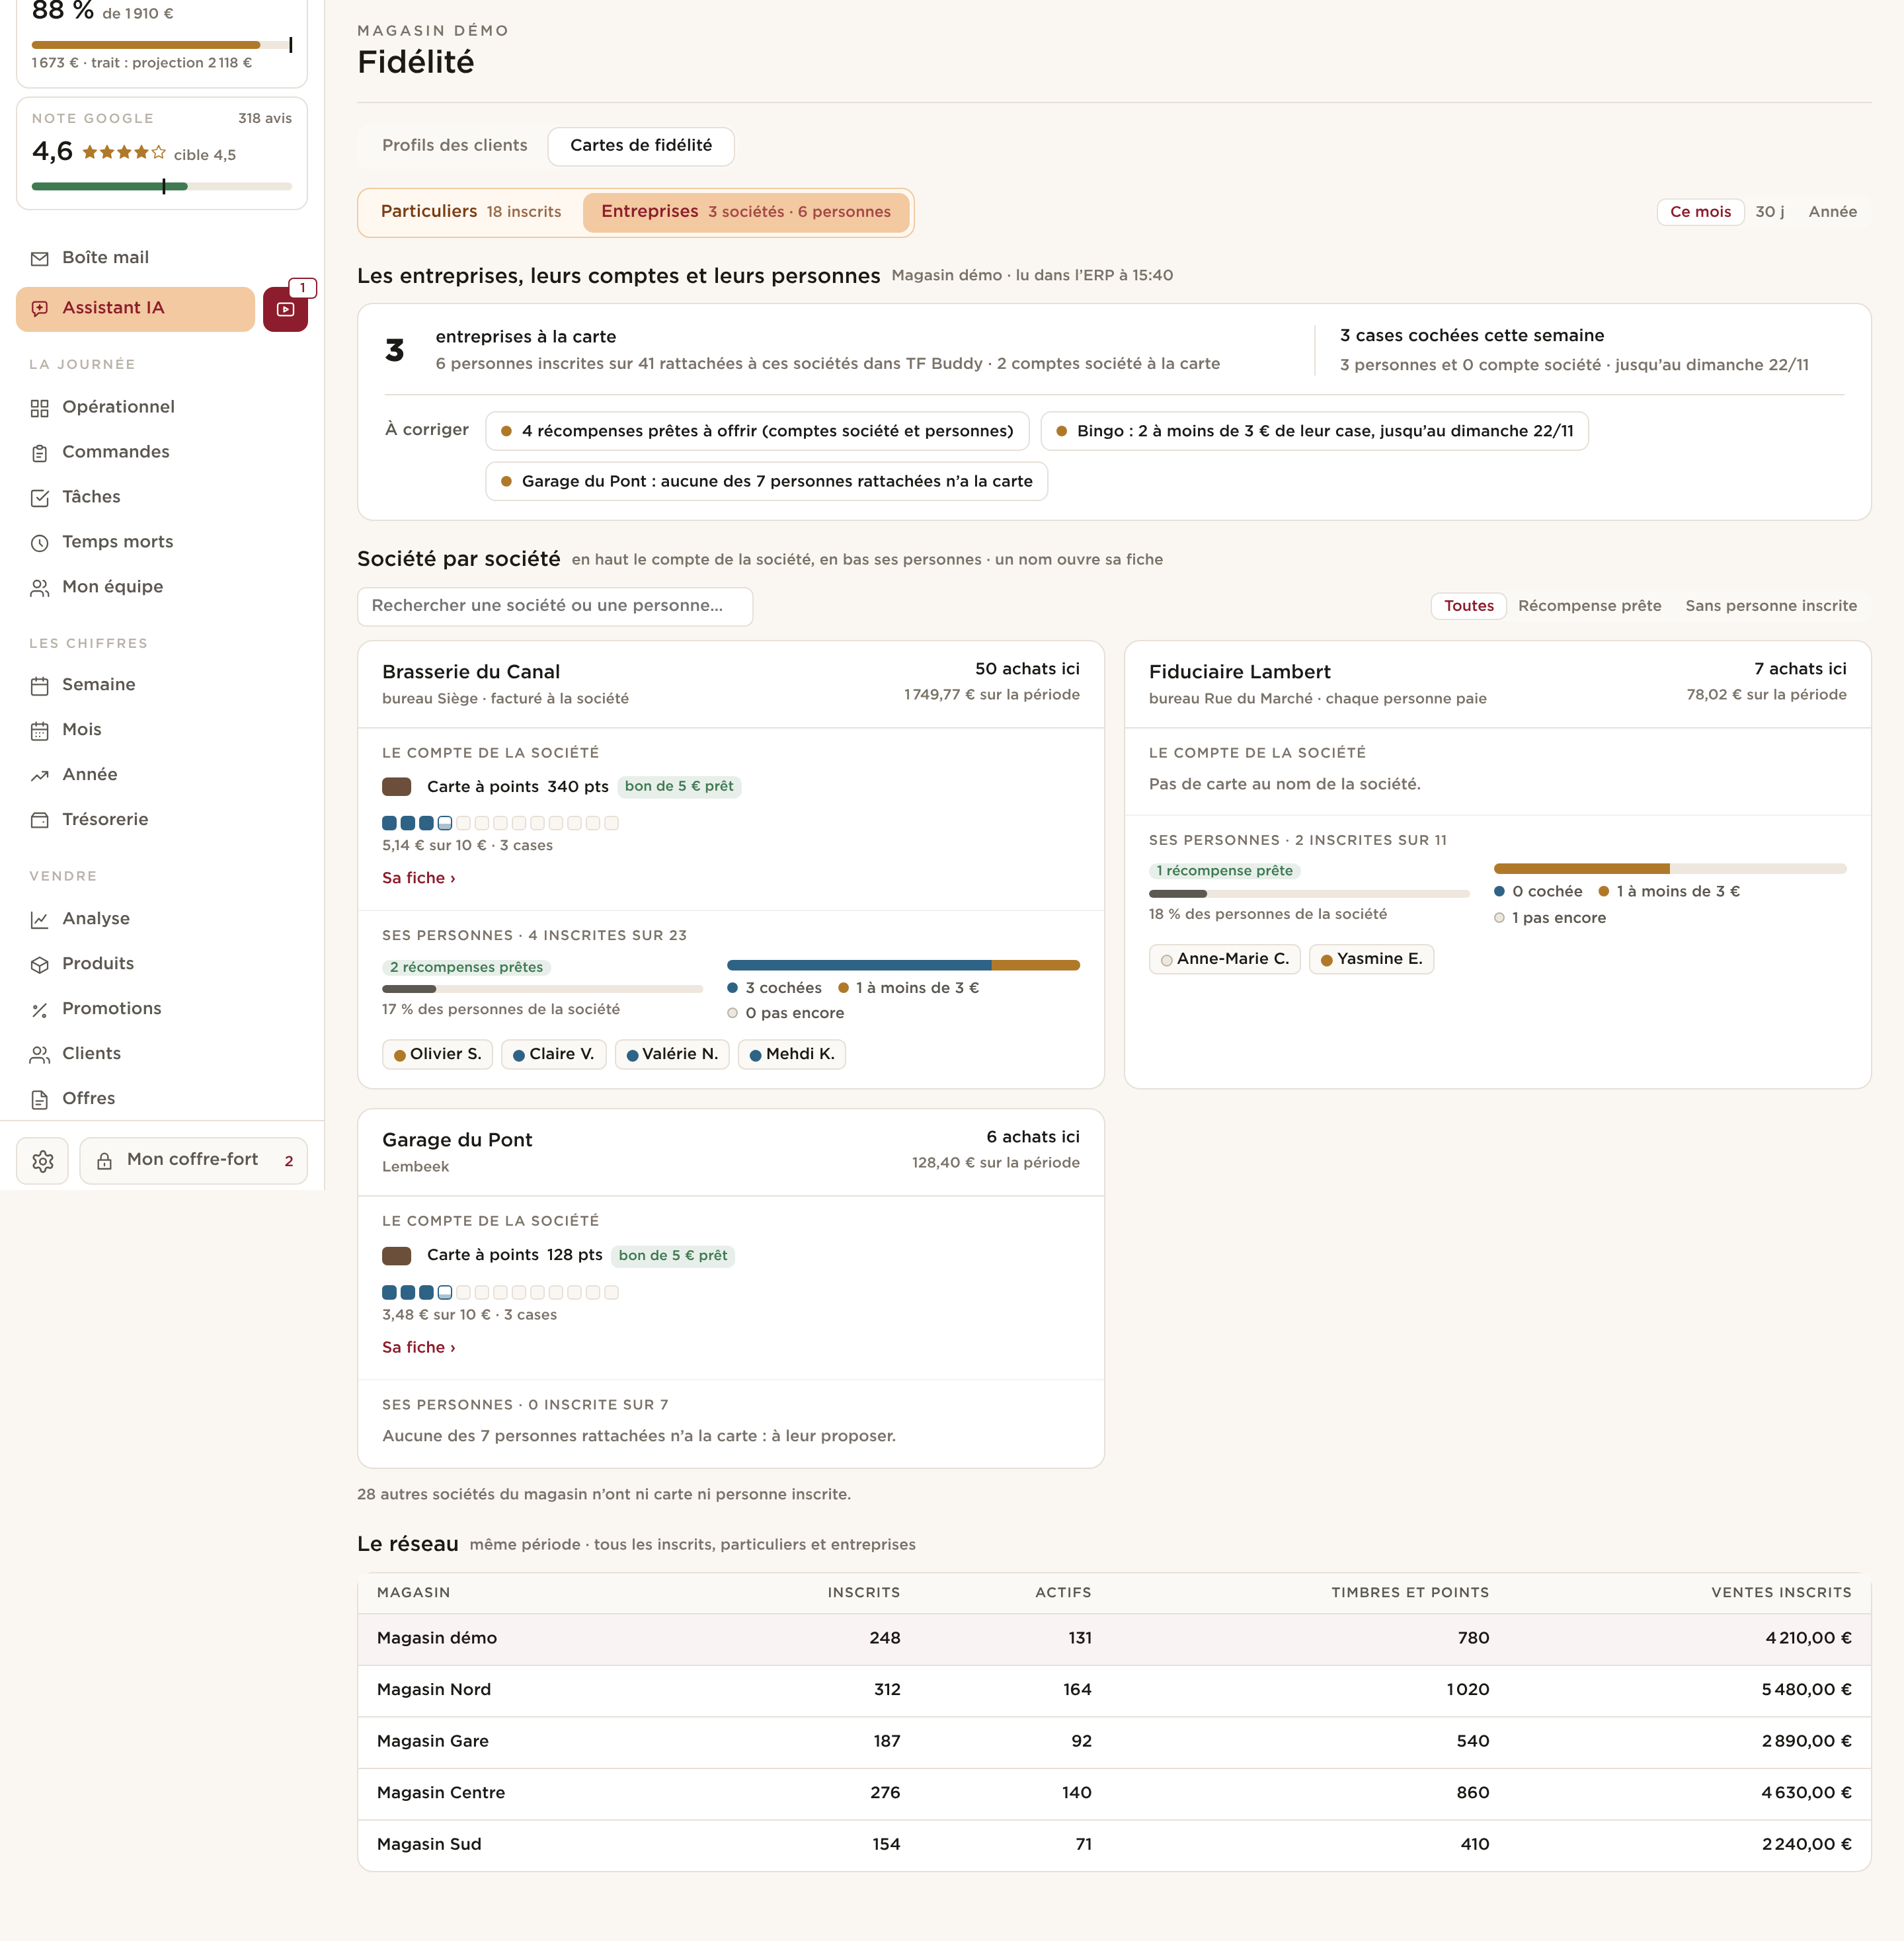 88 % de 1 910 €
1 673 € · trait : projection 2 118 €
NOTE GOOGLE 318 avis
4,6 cible 4,5
Boîte mail
Assistant IA 1
LA JOURNÉE
Opérationnel
Commandes
Tâches
Temps morts
Mon équipe
LES CHIFFRES
Semaine
Mois
Année
Trésorerie
VENDRE
Analyse
Produits
Promotions
Clients
Offres
Mon coffre-fort 2
MAGASIN DÉMO
Fidélité
Profils des clients Cartes de fidélité
Particuliers 18 inscrits Entreprises 3 sociétés · 6 personnes Ce mois 30 j Année
Les entreprises, leurs comptes et leurs personnes Magasin démo · lu dans l’ERP à 15:40
3 entreprises à la carte
6 personnes inscrites sur 41 rattachées à ces sociétés dans TF Buddy · 2 comptes société à la carte
3 cases cochées cette semaine
3 personnes et 0 compte société · jusqu’au dimanche 22/11
À corriger 4 récompenses prêtes à offrir (comptes société et personnes) Bingo : 2 à moins de 3 € de leur case, jusqu’au dimanche 22/11
Garage du Pont : aucune des 7 personnes rattachées n’a la carte
Société par société en haut le compte de la société, en bas ses personnes · un nom ouvre sa fiche
Rechercher une société ou une personne... Toutes Récompense prête Sans personne inscrite
Brasserie du Canal 50 achats ici
bureau Siège · facturé à la société 1 749,77 € sur la période
LE COMPTE DE LA SOCIÉTÉ
Carte à points 340 pts bon de 5 € prêt
5,14 € sur 10 € · 3 cases
Sa fiche ›
SES PERSONNES · 4 INSCRITES SUR 23
2 récompenses prêtes
17 % des personnes de la société
3 cochées 1 à moins de 3 €
0 pas encore
Olivier S. Claire V. Valérie N. Mehdi K.
Fiduciaire Lambert 7 achats ici
bureau Rue du Marché · chaque personne paie 78,02 € sur la période
LE COMPTE DE LA SOCIÉTÉ
Pas de carte au nom de la société.
SES PERSONNES · 2 INSCRITES SUR 11
1 récompense prête
18 % des personnes de la société
0 cochée 1 à moins de 3 €
1 pas encore
Anne-Marie C. Yasmine E.
Garage du Pont 6 achats ici
Lembeek 128,40 € sur la période
LE COMPTE DE LA SOCIÉTÉ
Carte à points 128 pts bon de 5 € prêt
3,48 € sur 10 € · 3 cases
Sa fiche ›
SES PERSONNES · 0 INSCRITE SUR 7
Aucune des 7 personnes rattachées n’a la carte : à leur proposer.
28 autres sociétés du magasin n’ont ni carte ni personne inscrite.
Le réseau même période · tous les inscrits, particuliers et entreprises
MAGASIN INSCRITS ACTIFS TIMBRES ET POINTS VENTES INSCRITS
Magasin démo 248 131 780 4 210,00 €
Magasin Nord 312 164 1 020 5 480,00 €
Magasin Gare 187 92 540 2 890,00 €
Magasin Centre 276 140 860 4 630,00 €
Magasin Sud 154 71 410 2 240,00 €